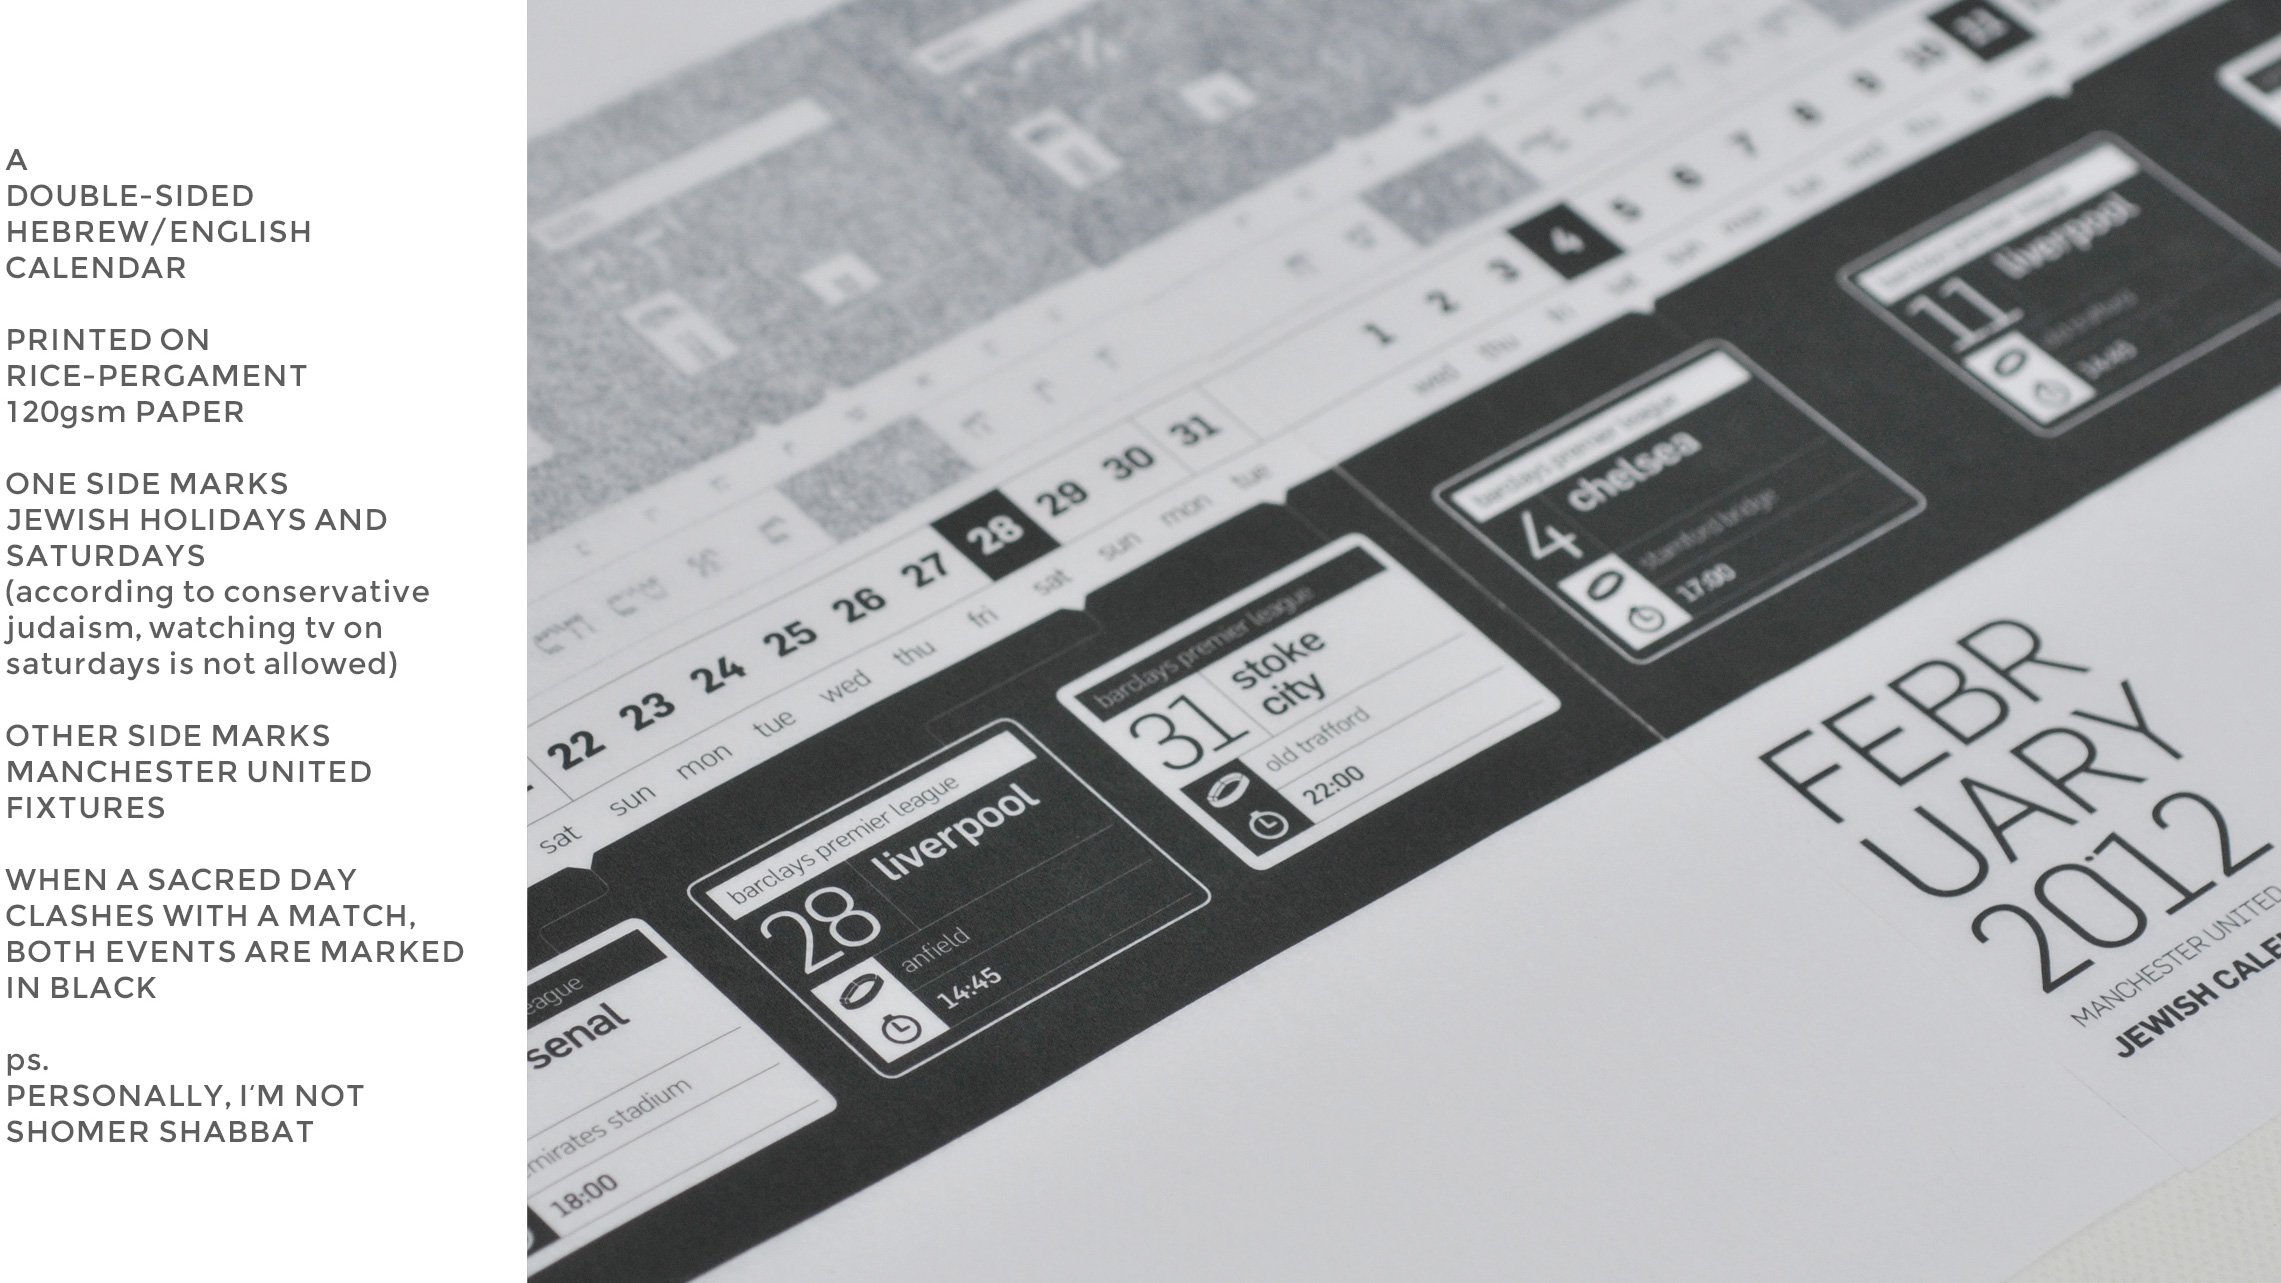 A
DOUBLE-SIDED
HEBREW/ENGLISH
CALENDAR
PRINTED ON
RICE-PERGAMENT
120gsm PAPER
ONE SIDE MARKS
JEWISH HOLIDAYS AND
SATURDAYS
(according to conservative
judaism, watching tv on
saturdays is not allowed)
OTHER SIDE MARKS
MANCHESTER UNITED
FIXTURES
WHEN A SACRED DAY
CLASHES WITH A MATCH,
BOTH EVENTS ARE MARKED
IN BLACK
ps.
PERSONALLY, I'M NOT
SHOMER SHABBAT
22 23 24 25 26 27 28 29 30 31
sat sun mon tue wed thu fri sat sun mon tue
1 2 3 4 5 6 7 8 9 10 11
wed thu fri sat sun mon tue wed thu fri sat
eague
senal
mirates stadium
18:00
barclays premier league
28 liverpool
anfield
14:45
barclays premier league
31 stoke
city
old trafford
22:00
barclays premier league
4 chelsea
stamford bridge
17:00
barclays premier league
11 liverpool
old trafford
14:45
FEBR
UARY
2012
MANCHESTER UNITED
JEWISH CALE